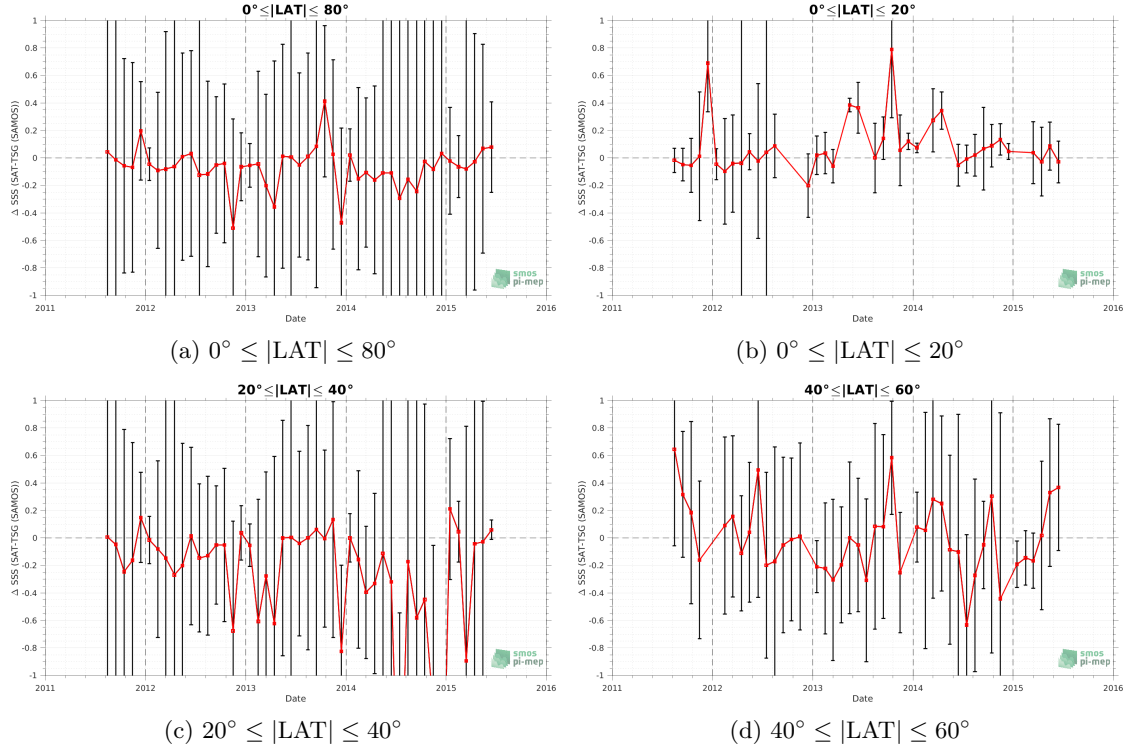 0°≤|LAT|≤ 80°
Δ SSS (SAT-TSG (SAMOS))
1
0.8
0.6
0.4
0.2
0
-0.2
-0.4
-0.6
-0.8
-1
2011 2012 2013 2014 2015 2016
Date
smos
pi-mep
(a) 0° ≤ |LAT| ≤ 80°
0°≤|LAT|≤ 20°
Δ SSS (SAT-TSG (SAMOS))
1
0.8
0.6
0.4
0.2
0
-0.2
-0.4
-0.6
-0.8
-1
2011 2012 2013 2014 2015 2016
Date
smos
pi-mep
(b) 0° ≤ |LAT| ≤ 20°
20°≤|LAT|≤ 40°
Δ SSS (SAT-TSG (SAMOS))
1
0.8
0.6
0.4
0.2
0
-0.2
-0.4
-0.6
-0.8
-1
2011 2012 2013 2014 2015 2016
Date
smos
pi-mep
(c) 20° ≤ |LAT| ≤ 40°
40°≤|LAT|≤ 60°
Δ SSS (SAT-TSG (SAMOS))
1
0.8
0.6
0.4
0.2
0
-0.2
-0.4
-0.6
-0.8
-1
2011 2012 2013 2014 2015 2016
Date
smos
pi-mep
(d) 40° ≤ |LAT| ≤ 60°